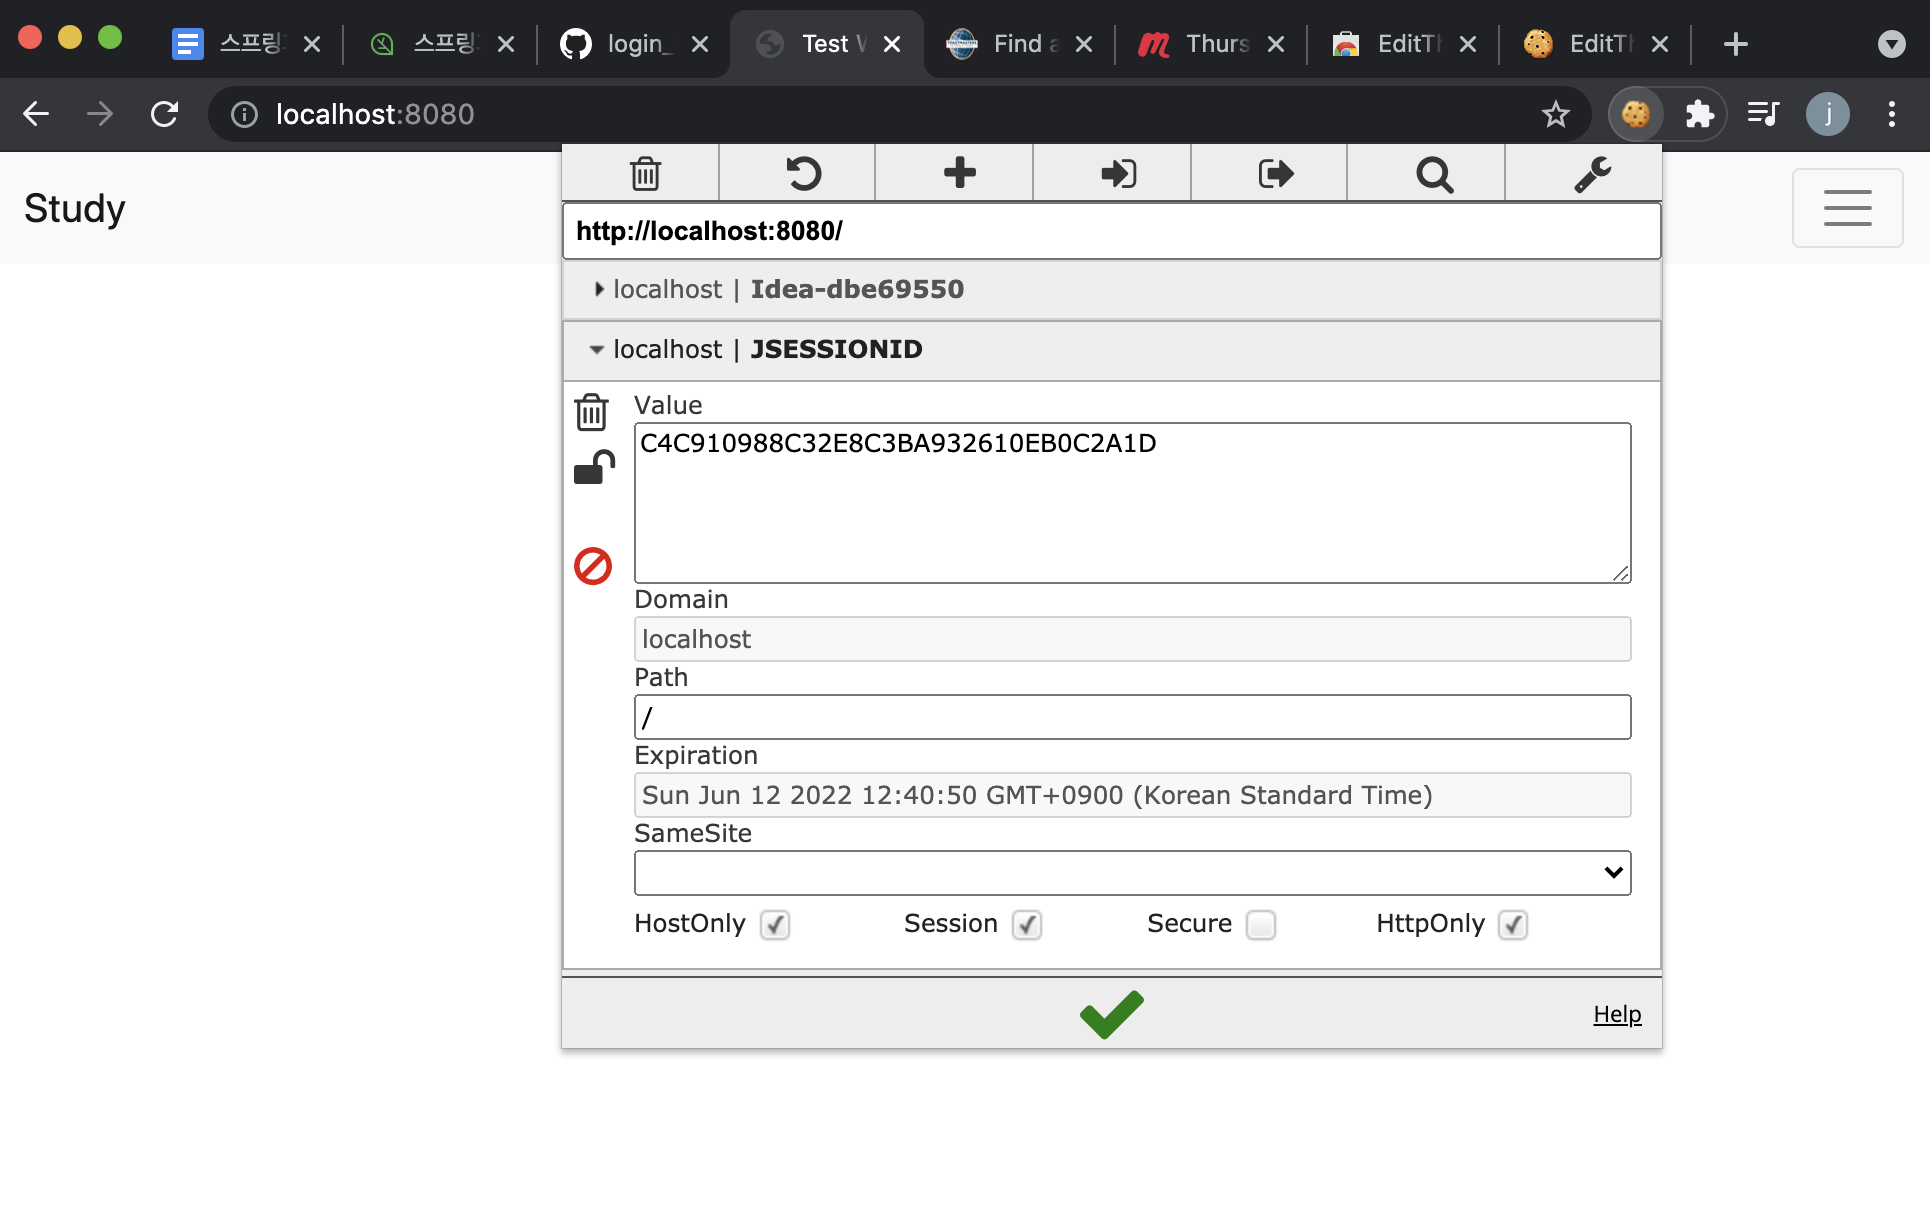 스프링
스프링
login_
Test
Find a
Thurs
EditTh
EditTh
localhost:8080
j
Study
http://localhost:8080/
localhost | Idea-dbe69550
localhost | JSESSIONID
Value
C4C910988C32E8C3BA932610EB0C2A1D
Domain
localhost
Path
/
Expiration
Sun Jun 12 2022 12:40:50 GMT+0900 (Korean Standard Time)
SameSite
HostOnly Session Secure HttpOnly
Help